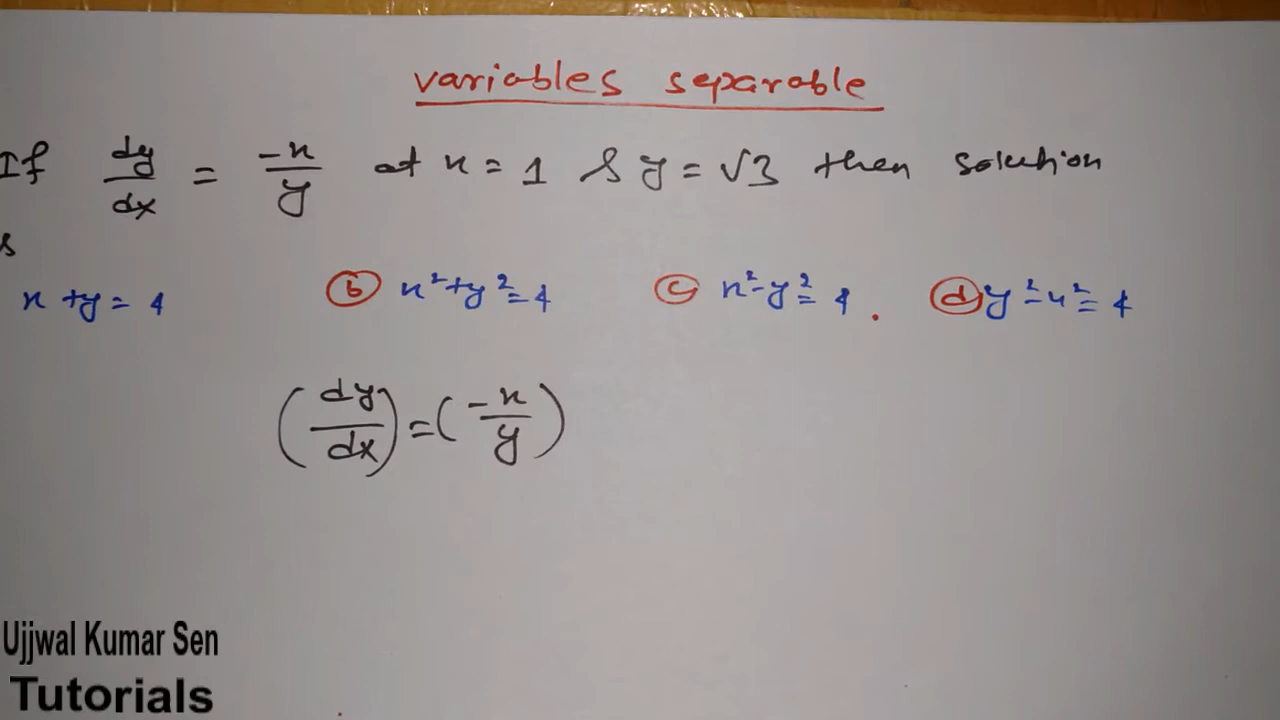 variables separable
If dy/dx = -x/y at x = 1 & y = √3 then solution
s
x + y = 4 (b) x² + y² = 4 (c) x² - y² = 4 . (d) y² - x² = 4
(dy/dx) = (-x/y)
Ujjwal Kumar Sen
Tutorials